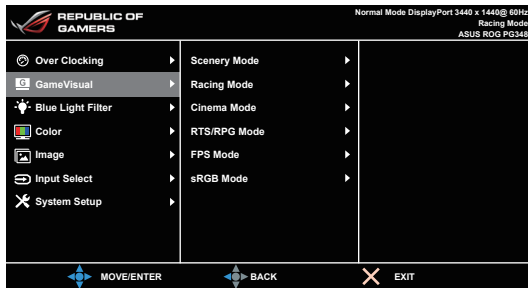 REPUBLIC OF
GAMERS
Normal Mode DisplayPort 3440 x 1440@ 60Hz
Racing Mode
ASUS ROG PG348
Over Clocking
Scenery Mode
G GameVisual
Racing Mode
Blue Light Filter
Cinema Mode
Color
RTS/RPG Mode
Image
FPS Mode
Input Select
sRGB Mode
System Setup
MOVE/ENTER
BACK
EXIT